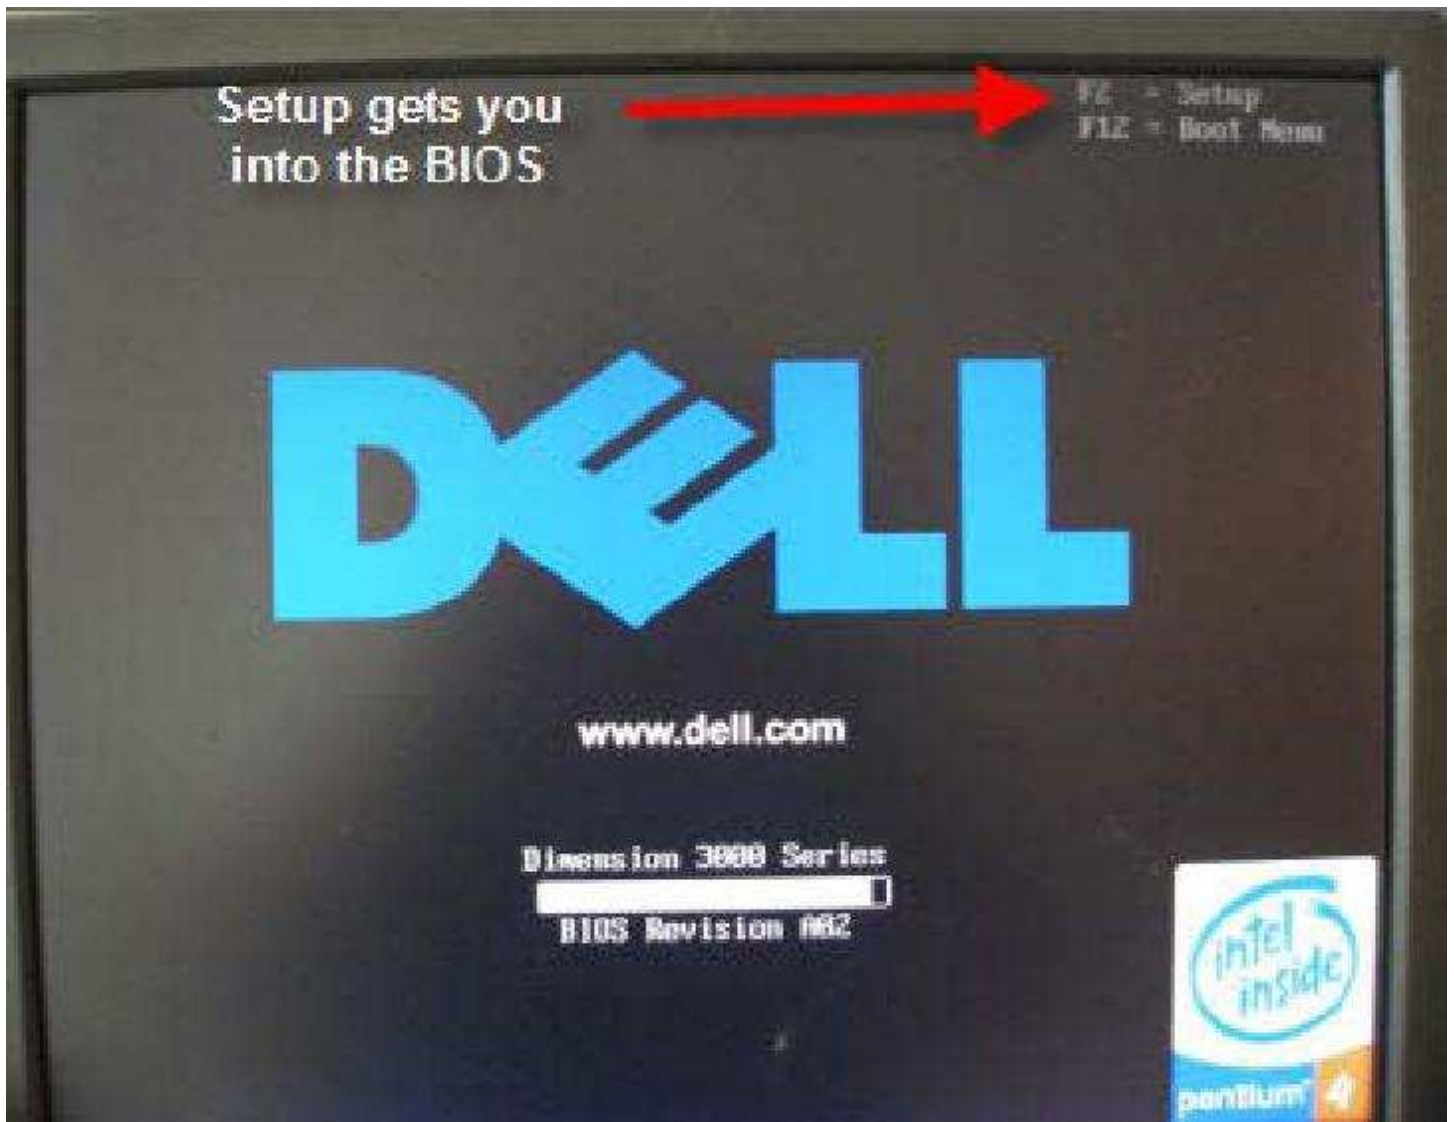 Setup gets you
into the BIOS
F2 = Setup
F12 = Boot Menu
DELL
www.dell.com
Dimension 3000 Series
BIOS Revision A02
intel
inside
pentium 4